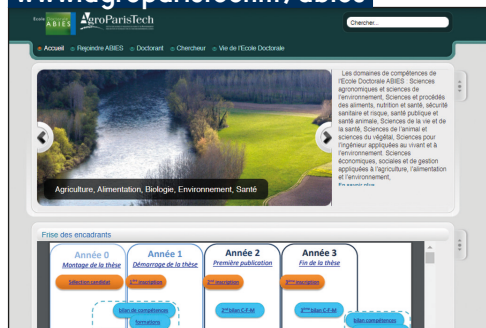 www.agroparistech.fr/abies
Ecole Doctorale
ABIES
AgroParisTech
Chercher...
Accueil
Rejoindre ABIES
Doctorant
Chercheur
Vie de l'Ecole Doctorale
Les domaines de compétences de
l'Ecole Doctorale ABIES : Sciences
agronomiques et sciences de
l'environnement, Sciences et procédés
des aliments, nutrition et santé, sécurité
sanitaire et risque, santé publique et
santé animale, Sciences de la vie et de
la santé, Sciences de l'animal et
sciences du végétal, Sciences pour
l'ingénieur appliquées au vivant et à
l'environnement. Sciences
économiques, sociales et de gestion
appliquées à l'agriculture, l'alimentation
et l'environnement,
En savoir plus
Agriculture, Alimentation, Biologie, Environnement, Santé
Frise des encadrants
Année 0
Montage de la thèse
Année 1
Démarrage de la thèse
Année 2
Première publication
Année 3
Fin de la thèse
Sélection candidat
1ère inscription
2ème inscription
3ème inscription
bilan de compétences
formations
2nd bilan C-F-M
3ème bilan C-F-M
bilan compétences